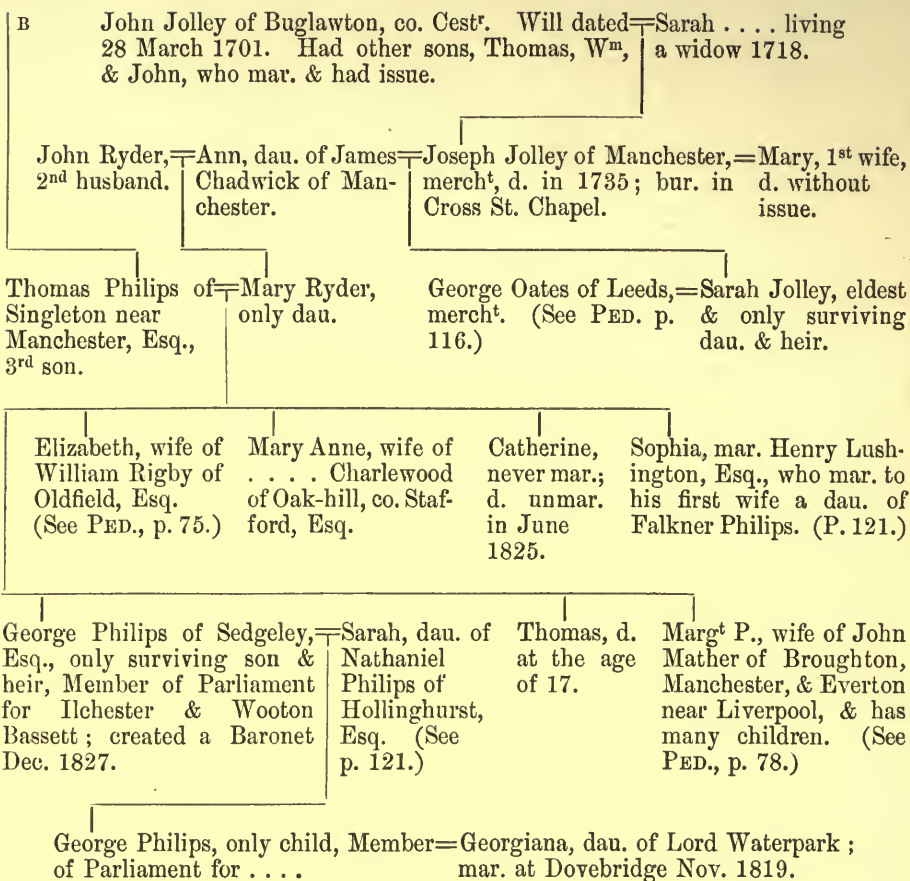 B
John Jolley of Buglawton, co. Cestʳ. Will dated=Sarah . . . . living
28 March 1701. Had other sons, Thomas, Wᵐ, a widow 1718.
& John, who mar. & had issue.
John Ryder,=Ann, dau. of James=Joseph Jolley of Manchester,=Mary, 1ˢᵗ wife,
2ⁿᵈ husband. Chadwick of Man- mercht, d. in 1735; bur. in d. without
chester. Cross St. Chapel. issue.
Thomas Philips of=Mary Ryder, George Oates of Leeds,=Sarah Jolley, eldest
Singleton near only dau. mercht. (See PED. p. & only surviving
Manchester, Esq., 116.) dau. & heir.
3ʳᵈ son.
Elizabeth, wife of Mary Anne, wife of Catherine, Sophia, mar. Henry Lush-
William Rigby of . . . . Charlewood never mar.; ington, Esq., who mar. to
Oldfield, Esq. of Oak-hill, co. Staf- d. unmar. his first wife a dau. of
(See PED., p. 75.) ford, Esq. in June Falkner Philips. (P. 121.)
1825.
George Philips of Sedgeley,=Sarah, dau. of Thomas, d. Margᵗ P., wife of John
Esq., only surviving son & Nathaniel at the age Mather of Broughton,
heir, Member of Parliament Philips of of 17. Manchester, & Everton
for Ilchester & Wooton Hollinghurst, near Liverpool, & has
Bassett; created a Baronet Esq. (See many children. (See
Dec. 1827. p. 121.) PED., p. 78.)
George Philips, only child, Member=Georgiana, dau. of Lord Waterpark;
of Parliament for . . . . mar. at Dovebridge Nov. 1819.